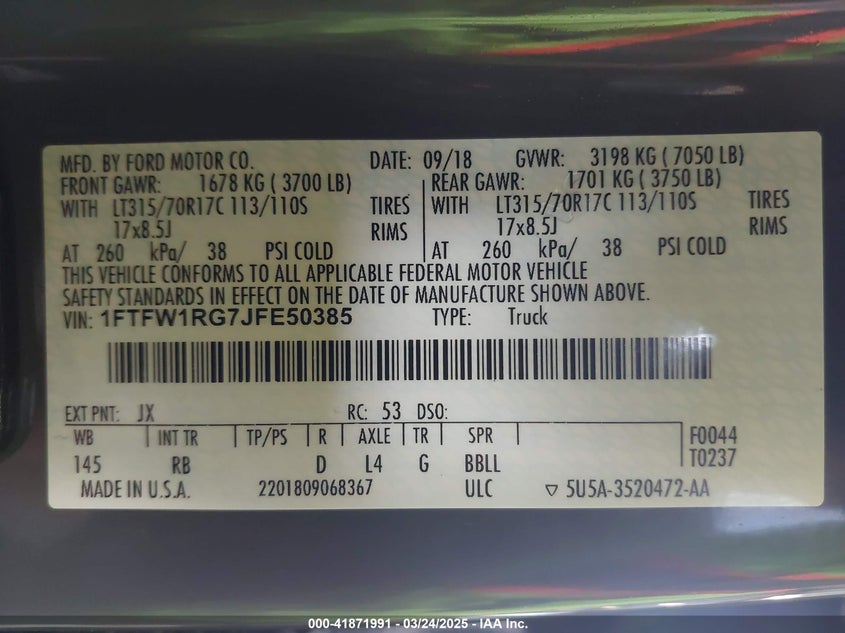 MFD. BY FORD MOTOR CO. DATE: 09/18 GVWR: 3198 KG ( 7050 LB)
FRONT GAWR: 1678 KG ( 3700 LB) REAR GAWR: 1701 KG ( 3750 LB)
WITH LT315/70R17C 113/110S TIRES WITH LT315/70R17C 113/110S TIRES
17x8.5J RIMS 17x8.5J RIMS
AT 260 kPa/ 38 PSI COLD AT 260 kPa/ 38 PSI COLD
THIS VEHICLE CONFORMS TO ALL APPLICABLE FEDERAL MOTOR VEHICLE
SAFETY STANDARDS IN EFFECT ON THE DATE OF MANUFACTURE SHOWN ABOVE.
VIN: 1FTFW1RG7JFE50385 TYPE: Truck
EXT PNT: JX RC: 53 DSO:
WB INT TR TP/PS R AXLE TR SPR F0044
145 RB D L4 G BBLL T0237
MADE IN U.S.A. 2201809068367 ULC ▽ 5U5A-3520472-AA
000-41871991 - 03/24/2025 - IAA Inc.